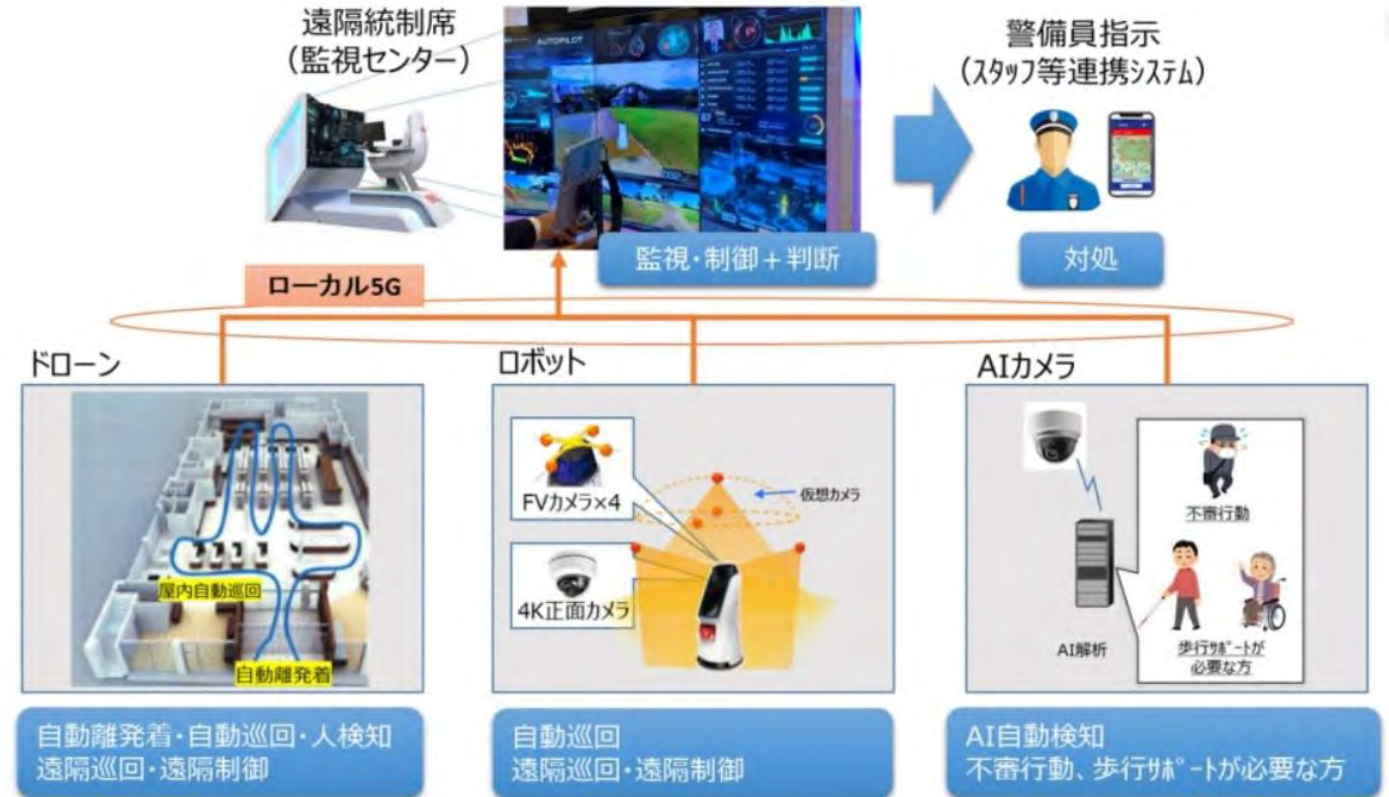 遠隔統制席
(監視センター)
AUTOPILOT
警備員指示
(ｽﾀｯﾌ等連携ｼｽﾃﾑ)
監視･制御＋判断
対処
ローカル5G
ドローン
ロボット
AIカメラ
屋内自動巡回
自動離発着
FVカメラ×4
仮想カメラ
4K正面カメラ
不審行動
AI解析
歩行ｻﾎﾟｰﾄが
必要な方
自動離発着･自動巡回･人検知
遠隔巡回･遠隔制御
自動巡回
遠隔巡回･遠隔制御
AI自動検知
不審行動、歩行ｻﾎﾟｰﾄが必要な方